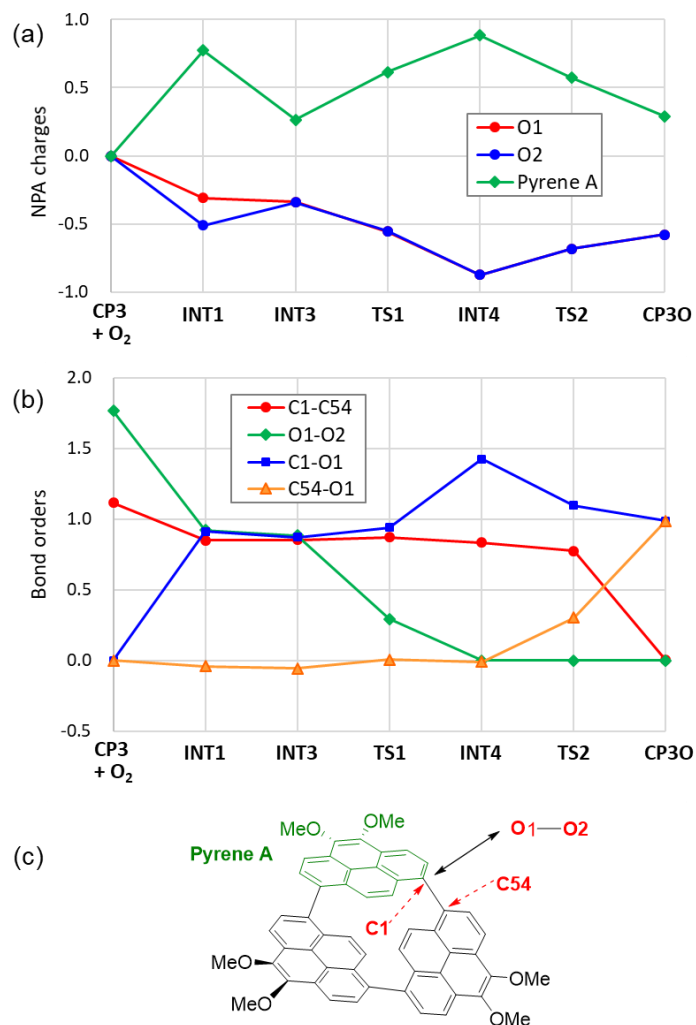 (a)
1.0
0.5
0.0
-0.5
-1.0
NPA charges
O1
O2
Pyrene A
CP3 + O₂
INT1
INT3
TS1
INT4
TS2
CP3O
(b)
2.0
1.5
1.0
0.5
0.0
-0.5
Bond orders
C1-C54
O1-O2
C1-O1
C54-O1
CP3 + O₂
INT1
INT3
TS1
INT4
TS2
CP3O
(c)
MeO
OMe
O1—O2
Pyrene A
C54
C1
MeO
MeO
OMe
OMe